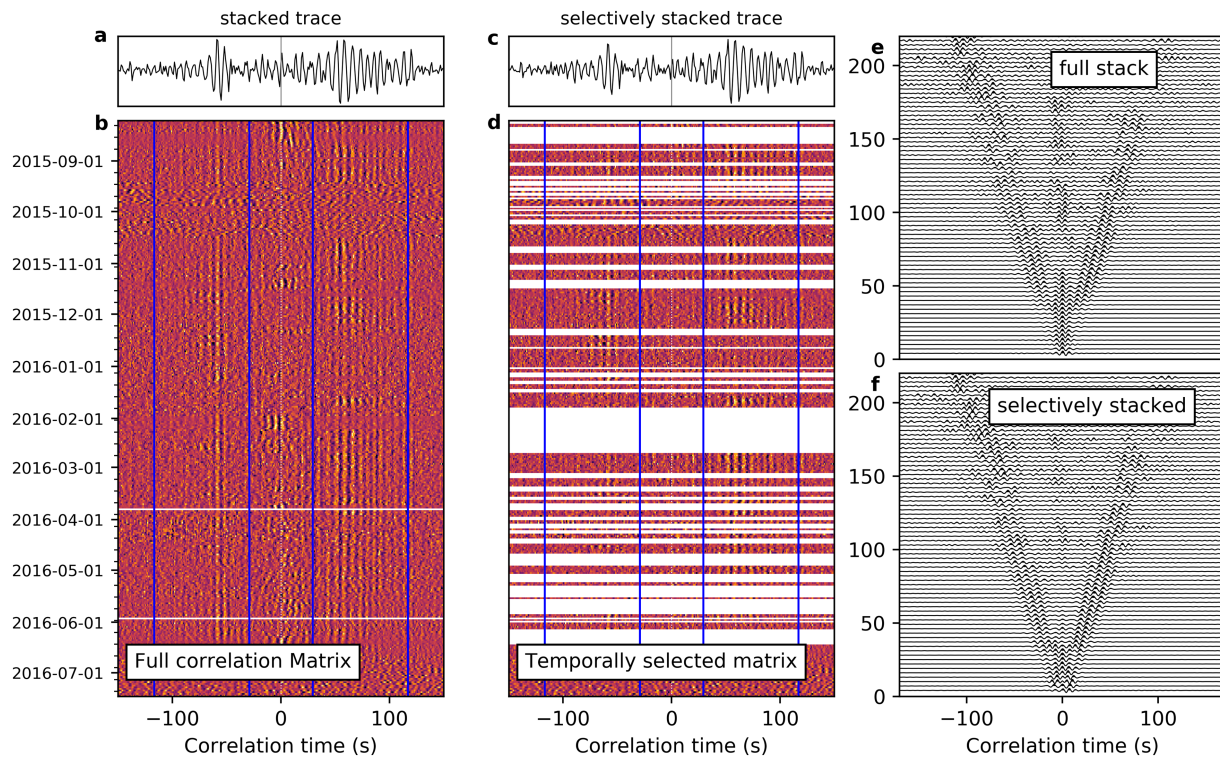 stacked trace
selectively stacked trace
a
c
e
b
d
f
2015-09-01
2015-10-01
2015-11-01
2015-12-01
2016-01-01
2016-02-01
2016-03-01
2016-04-01
2016-05-01
2016-06-01
2016-07-01
Full correlation Matrix
−100
0
100
Correlation time (s)
Temporally selected matrix
−100
0
100
Correlation time (s)
full stack
200
150
100
50
0
selectively stacked
200
150
100
50
0
−100
0
100
Correlation time (s)